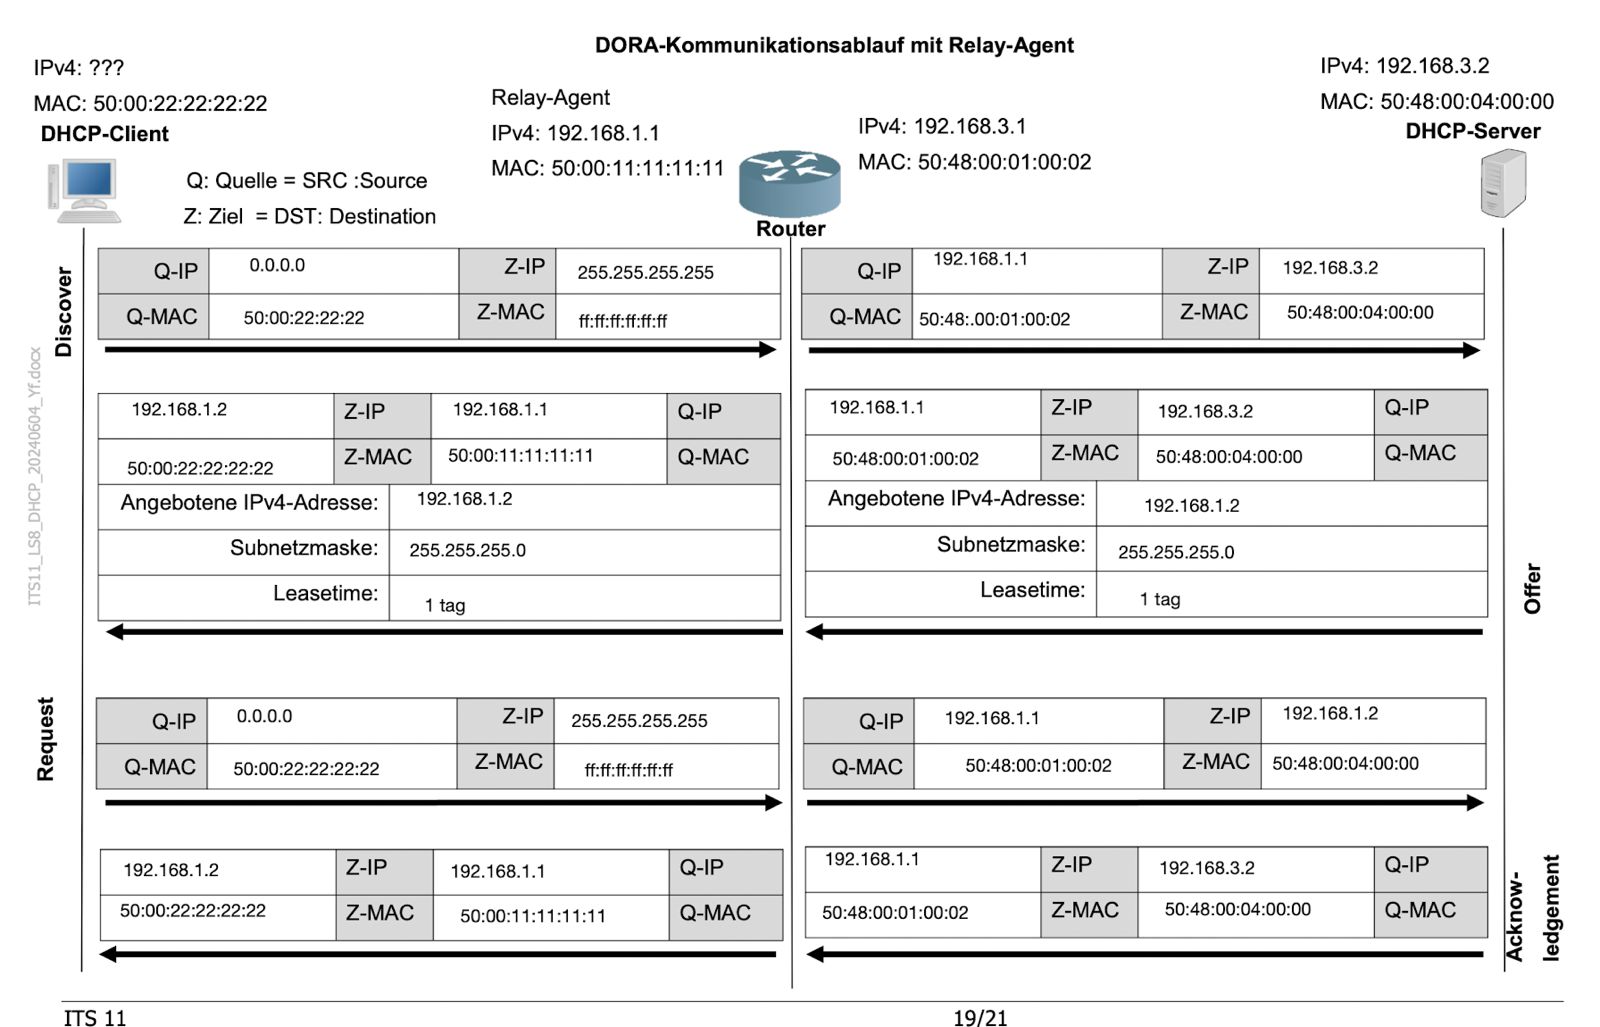 DORA-Kommunikationsablauf mit Relay-Agent
IPv4: ???
MAC: 50:00:22:22:22:22
DHCP-Client
Relay-Agent
IPv4: 192.168.1.1
MAC: 50:00:11:11:11:11
IPv4: 192.168.3.1
MAC: 50:48:00:01:00:02
IPv4: 192.168.3.2
MAC: 50:48:00:04:00:00
DHCP-Server
Q: Quelle = SRC :Source
Z: Ziel = DST: Destination
Router
Discover
Q-IP 0.0.0.0 Z-IP 255.255.255.255
Q-MAC 50:00:22:22:22 Z-MAC ff:ff:ff:ff:ff:ff
Q-IP 192.168.1.1 Z-IP 192.168.3.2
Q-MAC 50:48:.00:01:00:02 Z-MAC 50:48:00:04:00:00
192.168.1.2 Z-IP 192.168.1.1 Q-IP
50:00:22:22:22:22 Z-MAC 50:00:11:11:11:11 Q-MAC
Angebotene IPv4-Adresse: 192.168.1.2
Subnetzmaske: 255.255.255.0
Leasetime: 1 tag
192.168.1.1 Z-IP 192.168.3.2 Q-IP
50:48:00:01:00:02 Z-MAC 50:48:00:04:00:00 Q-MAC
Angebotene IPv4-Adresse: 192.168.1.2
Subnetzmaske: 255.255.255.0
Leasetime: 1 tag
Offer
ITS11_LS8_DHCP_20240604_Yf.docx
Request
Q-IP 0.0.0.0 Z-IP 255.255.255.255
Q-MAC 50:00:22:22:22:22 Z-MAC ff:ff:ff:ff:ff:ff
Q-IP 192.168.1.1 Z-IP 192.168.1.2
Q-MAC 50:48:00:01:00:02 Z-MAC 50:48:00:04:00:00
192.168.1.2 Z-IP 192.168.1.1 Q-IP
50:00:22:22:22:22 Z-MAC 50:00:11:11:11:11 Q-MAC
192.168.1.1 Z-IP 192.168.3.2 Q-IP
50:48:00:01:00:02 Z-MAC 50:48:00:04:00:00 Q-MAC
Acknow-
ledgement
ITS 11
19/21